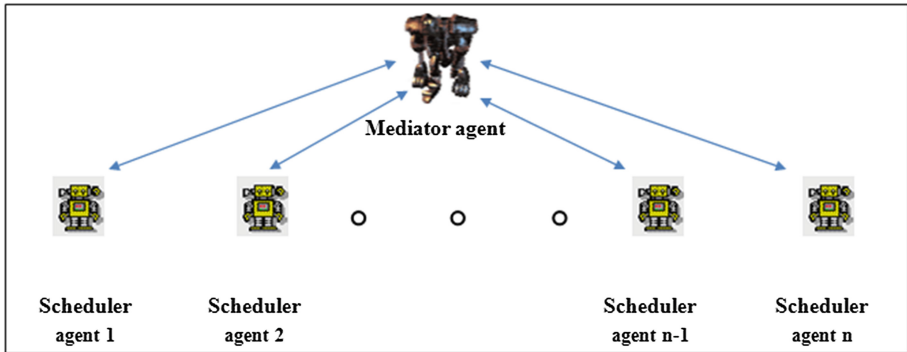 Mediator agent
Scheduler
agent 1
Scheduler
agent 2
Scheduler
agent n-1
Scheduler
agent n